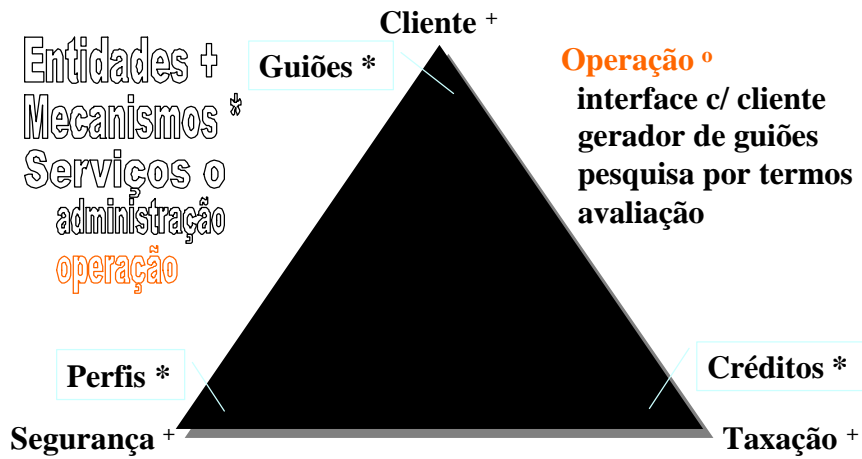 Cliente +
Entidades +
Mecanismos *
Serviços o
administração
operação
Guiões *
Operação o
interface c/ cliente
gerador de guiões
pesquisa por termos
avaliação
Perfis *
Créditos *
Segurança +
Taxação +